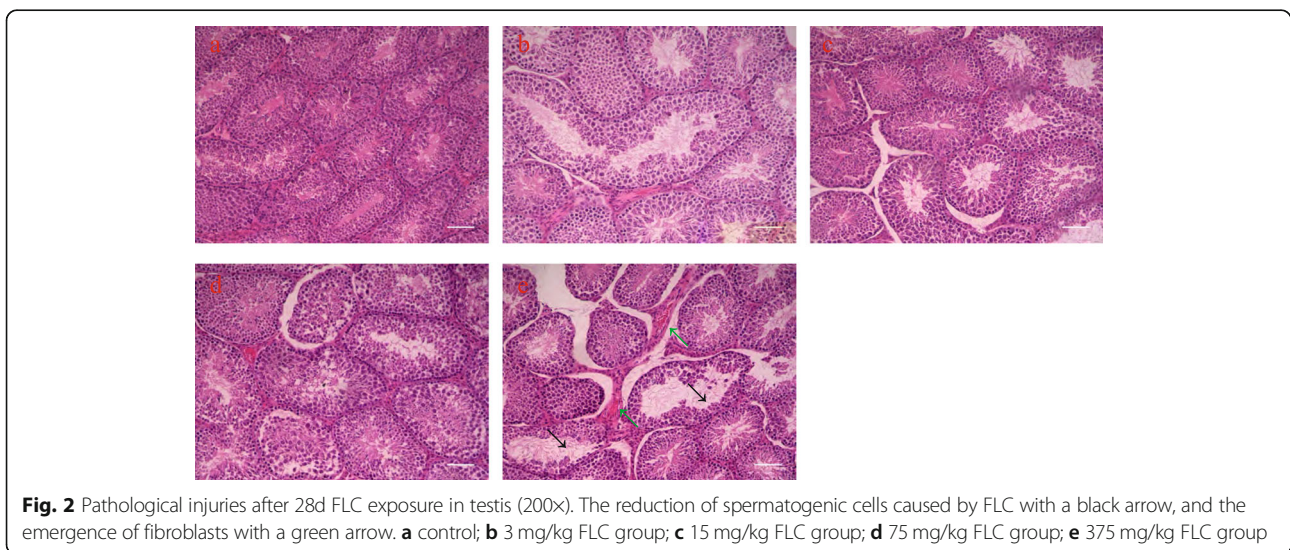 a
b
c
d
e
Fig. 2 Pathological injuries after 28d FLC exposure in testis (200×). The reduction of spermatogenic cells caused by FLC with a black arrow, and the
emergence of fibroblasts with a green arrow. a control; b 3 mg/kg FLC group; c 15 mg/kg FLC group; d 75 mg/kg FLC group; e 375 mg/kg FLC group